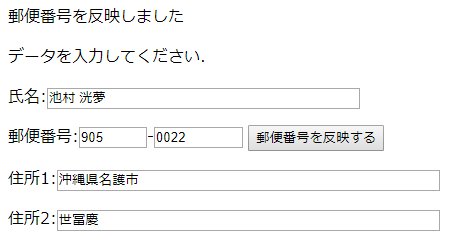 郵便番号を反映しました
データを入力してください.
氏名:池村 洸夢
郵便番号:905-0022 郵便番号を反映する
住所1:沖縄県名護市
住所2:世冨慶